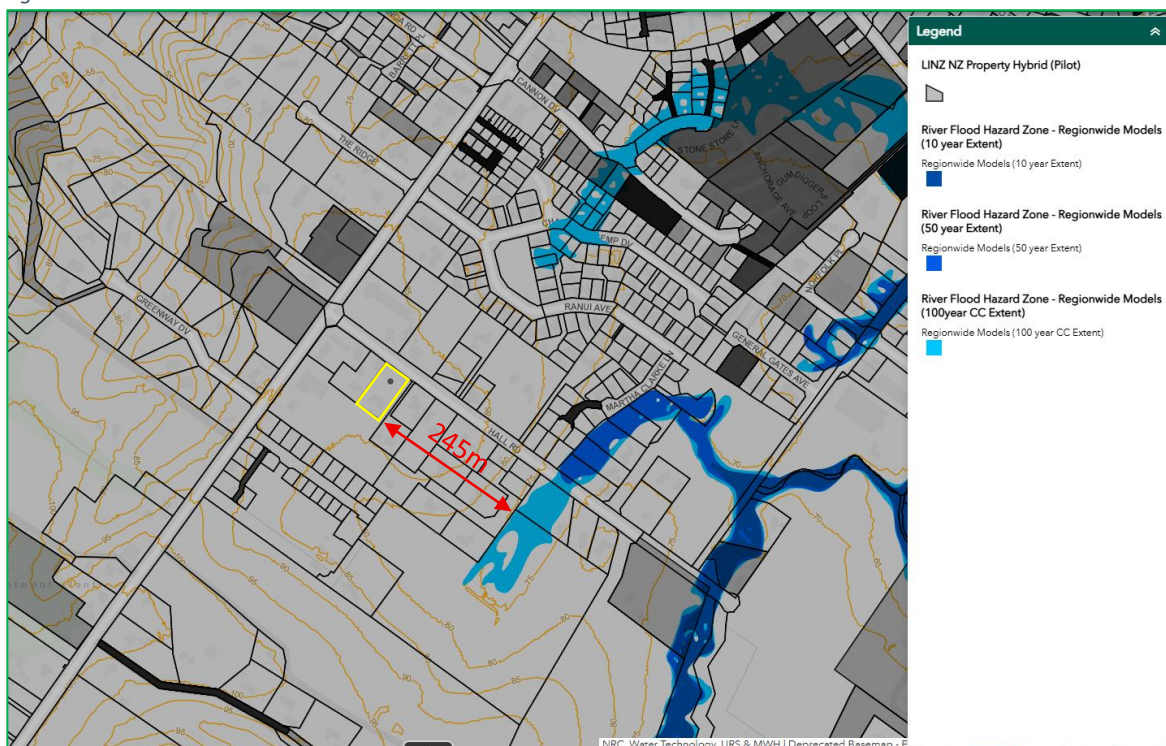 Legend
LINZ NZ Property Hybrid (Pilot)
River Flood Hazard Zone - Regionwide Models
(10 year Extent)
Regionwide Models (10 year Extent)
River Flood Hazard Zone - Regionwide Models
(50 year Extent)
Regionwide Models (50 year Extent)
River Flood Hazard Zone - Regionwide Models
(100year CC Extent)
Regionwide Models (100 year CC Extent)
CANNON DV
THE RIDGE
STONE STORE L
ANCHORAGE AVE
GUM DIGGERS
LOOP
GREENWAY DV
EMP DV
RANUI AVE
NORFOLK PL
GENERAL GATES AVE
MARTHA CLARKE LN
HALL RD
245m
75
80
85
90
95
100
70
NRC, Water Technology, URS & MWH | Deprecated Basemap - F